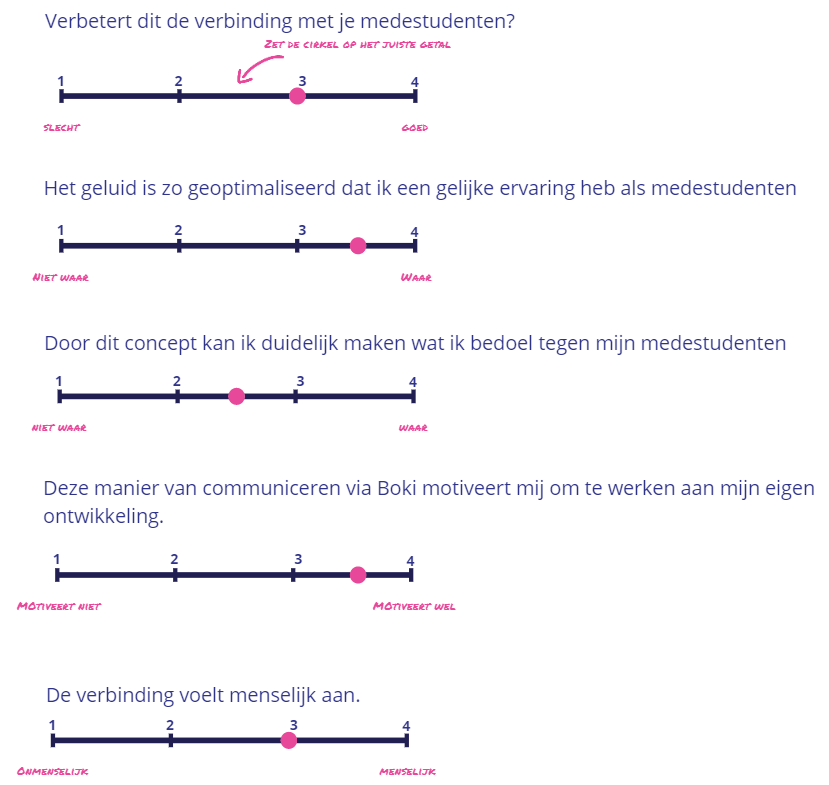 Verbetert dit de verbinding met je medestudenten?
Zet de cirkel op het juiste getal
1 2 3 4
slecht goed
Het geluid is zo geoptimaliseerd dat ik een gelijke ervaring heb als medestudenten
1 2 3 4
Niet waar Waar
Door dit concept kan ik duidelijk maken wat ik bedoel tegen mijn medestudenten
1 2 3 4
niet waar waar
Deze manier van communiceren via Boki motiveert mij om te werken aan mijn eigen
ontwikkeling.
1 2 3 4
MOtiveert niet MOtiveert wel
De verbinding voelt menselijk aan.
1 2 3 4
Onmenselijk menselijk